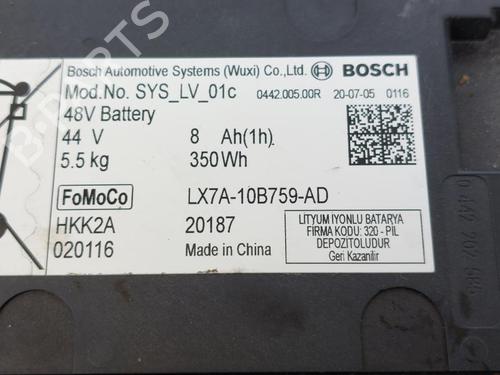 Bosch Automotive Systems (Wuxi) Co.,Ltd. BOSCH
Mod.No. SYS_LV_01c 0442.005.00R 20-07-05 0116
48V Battery
44 V 8 Ah(1h)
5.5 kg 350Wh
FoMoCo LX7A-10B759-AD
HKK2A 20187
020116 Made in China
LITYUM IYONLU BATARYA
FIRMA KODU: 320 - PIL
DEPOZITOLUDUR
Geri Kazanilir